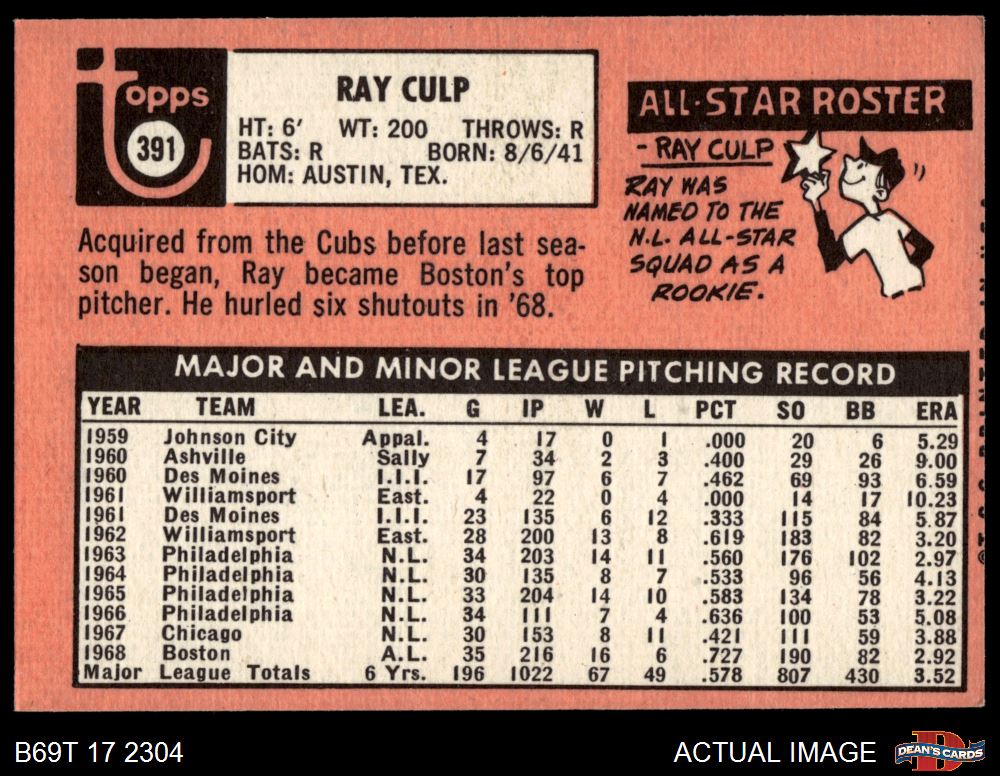 Topps
391
RAY CULP
HT: 6' WT: 200 THROWS: R
BATS: R BORN: 8/6/41
HOM: AUSTIN, TEX.
Acquired from the Cubs before last sea-
son began, Ray became Boston's top
pitcher. He hurled six shutouts in '68.
ALL-STAR ROSTER
- RAY CULP
RAY WAS
NAMED TO THE
N.L. ALL-STAR
SQUAD AS A
ROOKIE.
MAJOR AND MINOR LEAGUE PITCHING RECORD
YEAR TEAM LEA. G IP W L PCT SO BB ERA
1959 Johnson City Appal. 4 17 0 1 .000 20 6 5.29
1960 Ashville Sally 7 34 2 3 .400 29 26 9.00
1960 Des Moines I.I.I. 17 97 6 7 .462 69 93 6.59
1961 Williamsport East. 4 22 0 4 .000 14 17 10.23
1961 Des Moines I.I.I. 23 135 6 12 .333 115 84 5.87
1962 Williamsport East. 28 200 13 8 .619 183 82 3.20
1963 Philadelphia N.L. 34 203 14 11 .560 176 102 2.97
1964 Philadelphia N.L. 30 135 8 7 .533 96 56 4.13
1965 Philadelphia N.L. 33 204 14 10 .583 134 78 3.22
1966 Philadelphia N.L. 34 111 7 4 .636 100 53 5.08
1967 Chicago N.L. 30 153 8 11 .421 111 59 3.88
1968 Boston A.L. 35 216 16 6 .727 190 82 2.92
Major League Totals 6 Yrs. 196 1022 67 49 .578 807 430 3.52
B69T 17 2304
ACTUAL IMAGE
DEAN'S CARDS